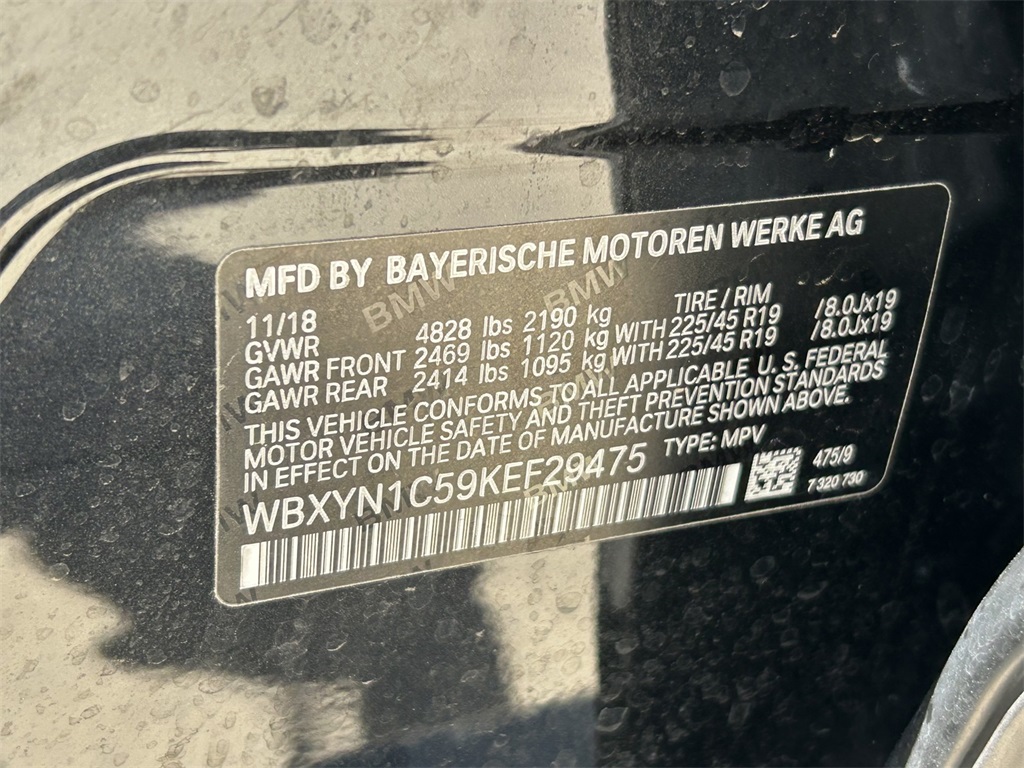 MFD BY BAYERISCHE MOTOREN WERKE AG
11/18 TIRE / RIM
GVWR 4828 lbs 2190 kg
GAWR FRONT 2469 lbs 1120 kg WITH 225/45 R19 /8.0Jx19
GAWR REAR 2414 lbs 1095 kg WITH 225/45 R19 /8.0Jx19
THIS VEHICLE CONFORMS TO ALL APPLICABLE U. S. FEDERAL
MOTOR VEHICLE SAFETY AND THEFT PREVENTION STANDARDS
IN EFFECT ON THE DATE OF MANUFACTURE SHOWN ABOVE.
WBXYN1C59KEF29475 TYPE: MPV
475/9
7 320 730